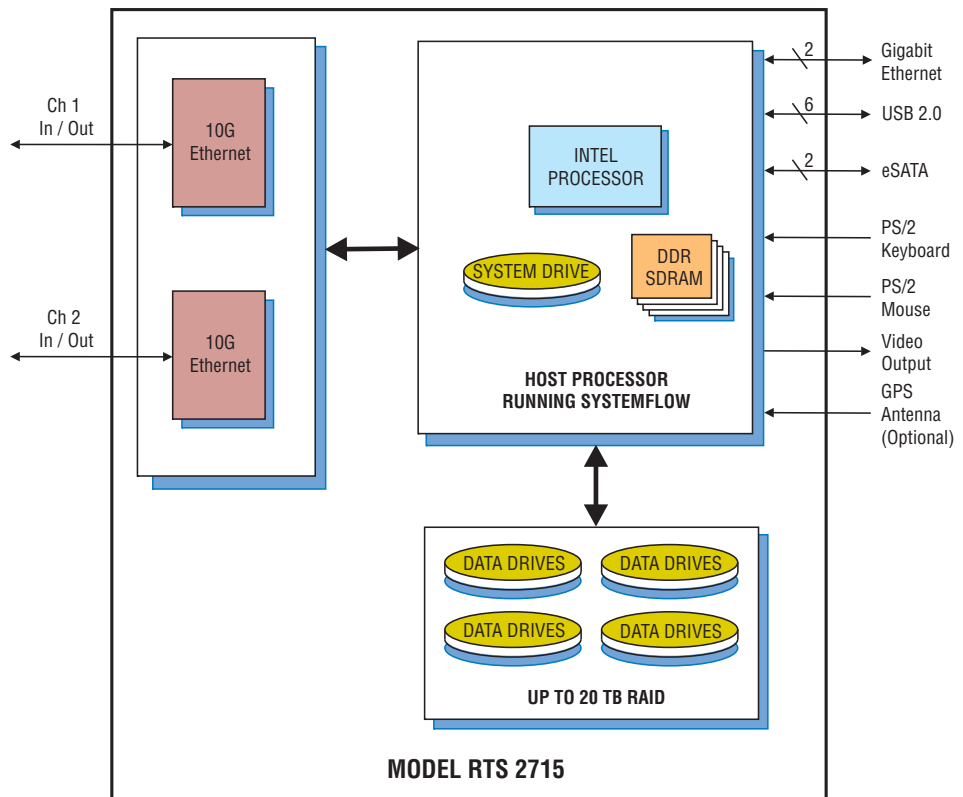 Ch 1
In / Out
10G
Ethernet
Ch 2
In / Out
10G
Ethernet
INTEL
PROCESSOR
SYSTEM DRIVE
DDR
SDRAM
HOST PROCESSOR
RUNNING SYSTEMFLOW
2
Gigabit
Ethernet
6
USB 2.0
2
eSATA
PS/2
Keyboard
PS/2
Mouse
Video
Output
GPS
Antenna
(Optional)
DATA DRIVES
DATA DRIVES
DATA DRIVES
DATA DRIVES
UP TO 20 TB RAID
MODEL RTS 2715